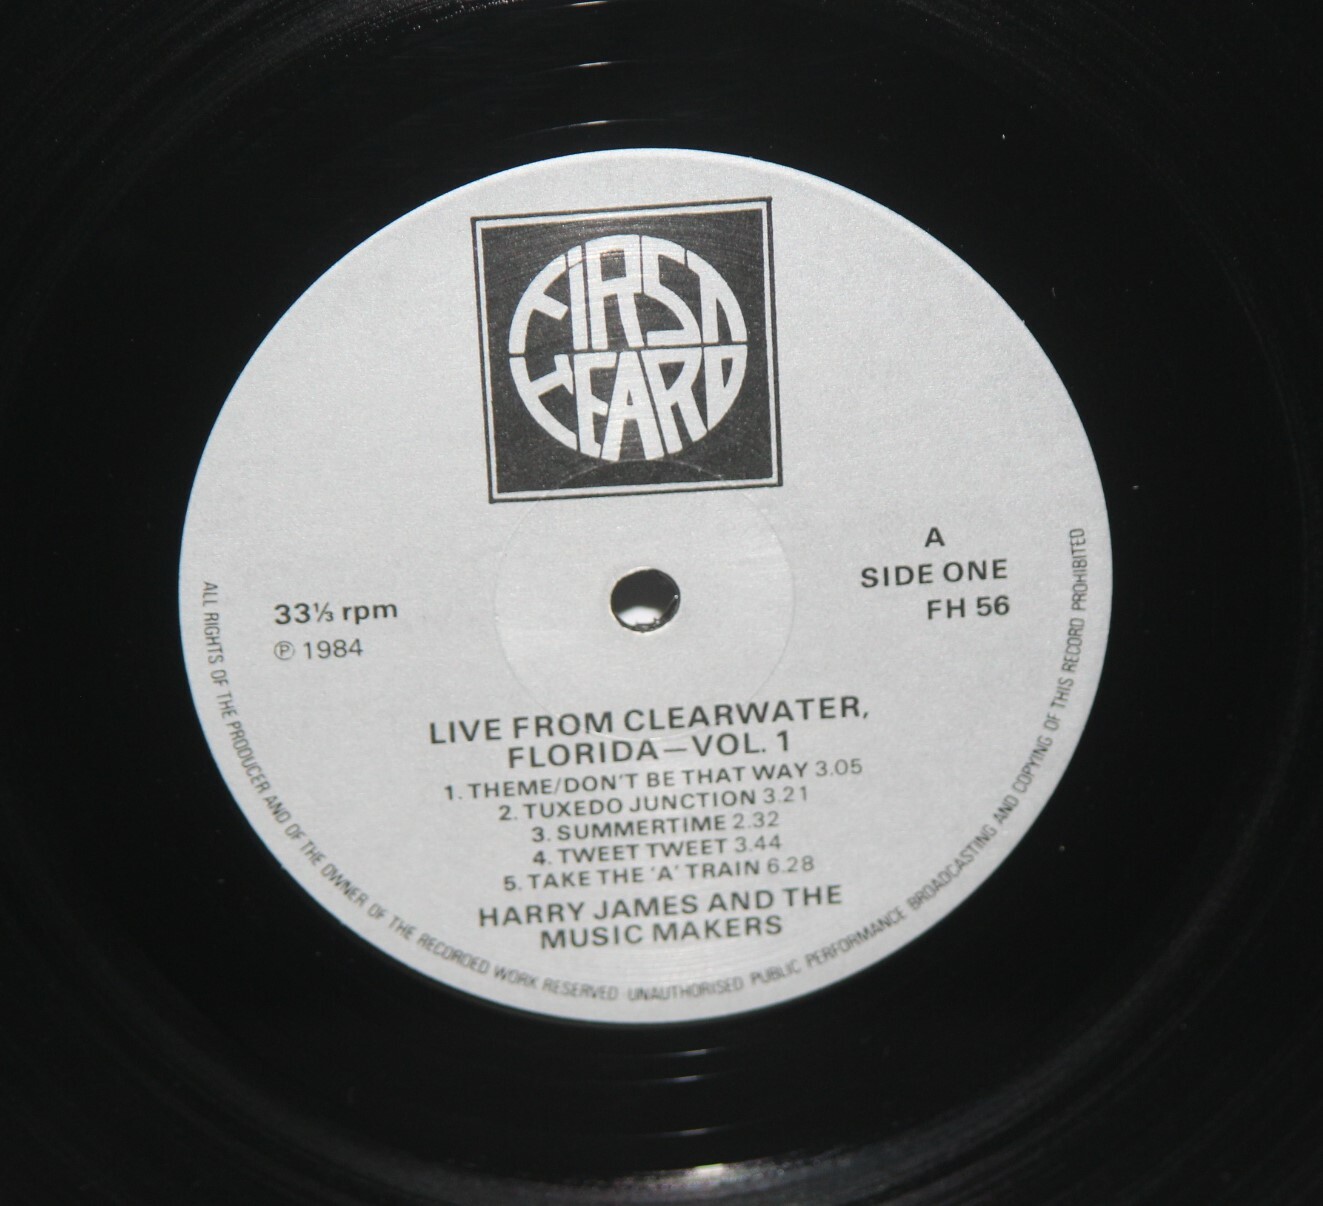 FIRST
HEARD
A
SIDE ONE
FH 56
33⅓ rpm
℗ 1984
LIVE FROM CLEARWATER,
FLORIDA—VOL. 1
1. THEME/DON'T BE THAT WAY 3.05
2. TUXEDO JUNCTION 3.21
3. SUMMERTIME 2.32
4. TWEET TWEET 3.44
5. TAKE THE 'A' TRAIN 6.28
HARRY JAMES AND THE
MUSIC MAKERS
ALL RIGHTS OF THE PRODUCER AND OF THE OWNER OF THE RECORDED WORK RESERVED UNAUTHORISED PUBLIC PERFORMANCE BROADCASTING AND COPYING OF THIS RECORD PROHIBITED